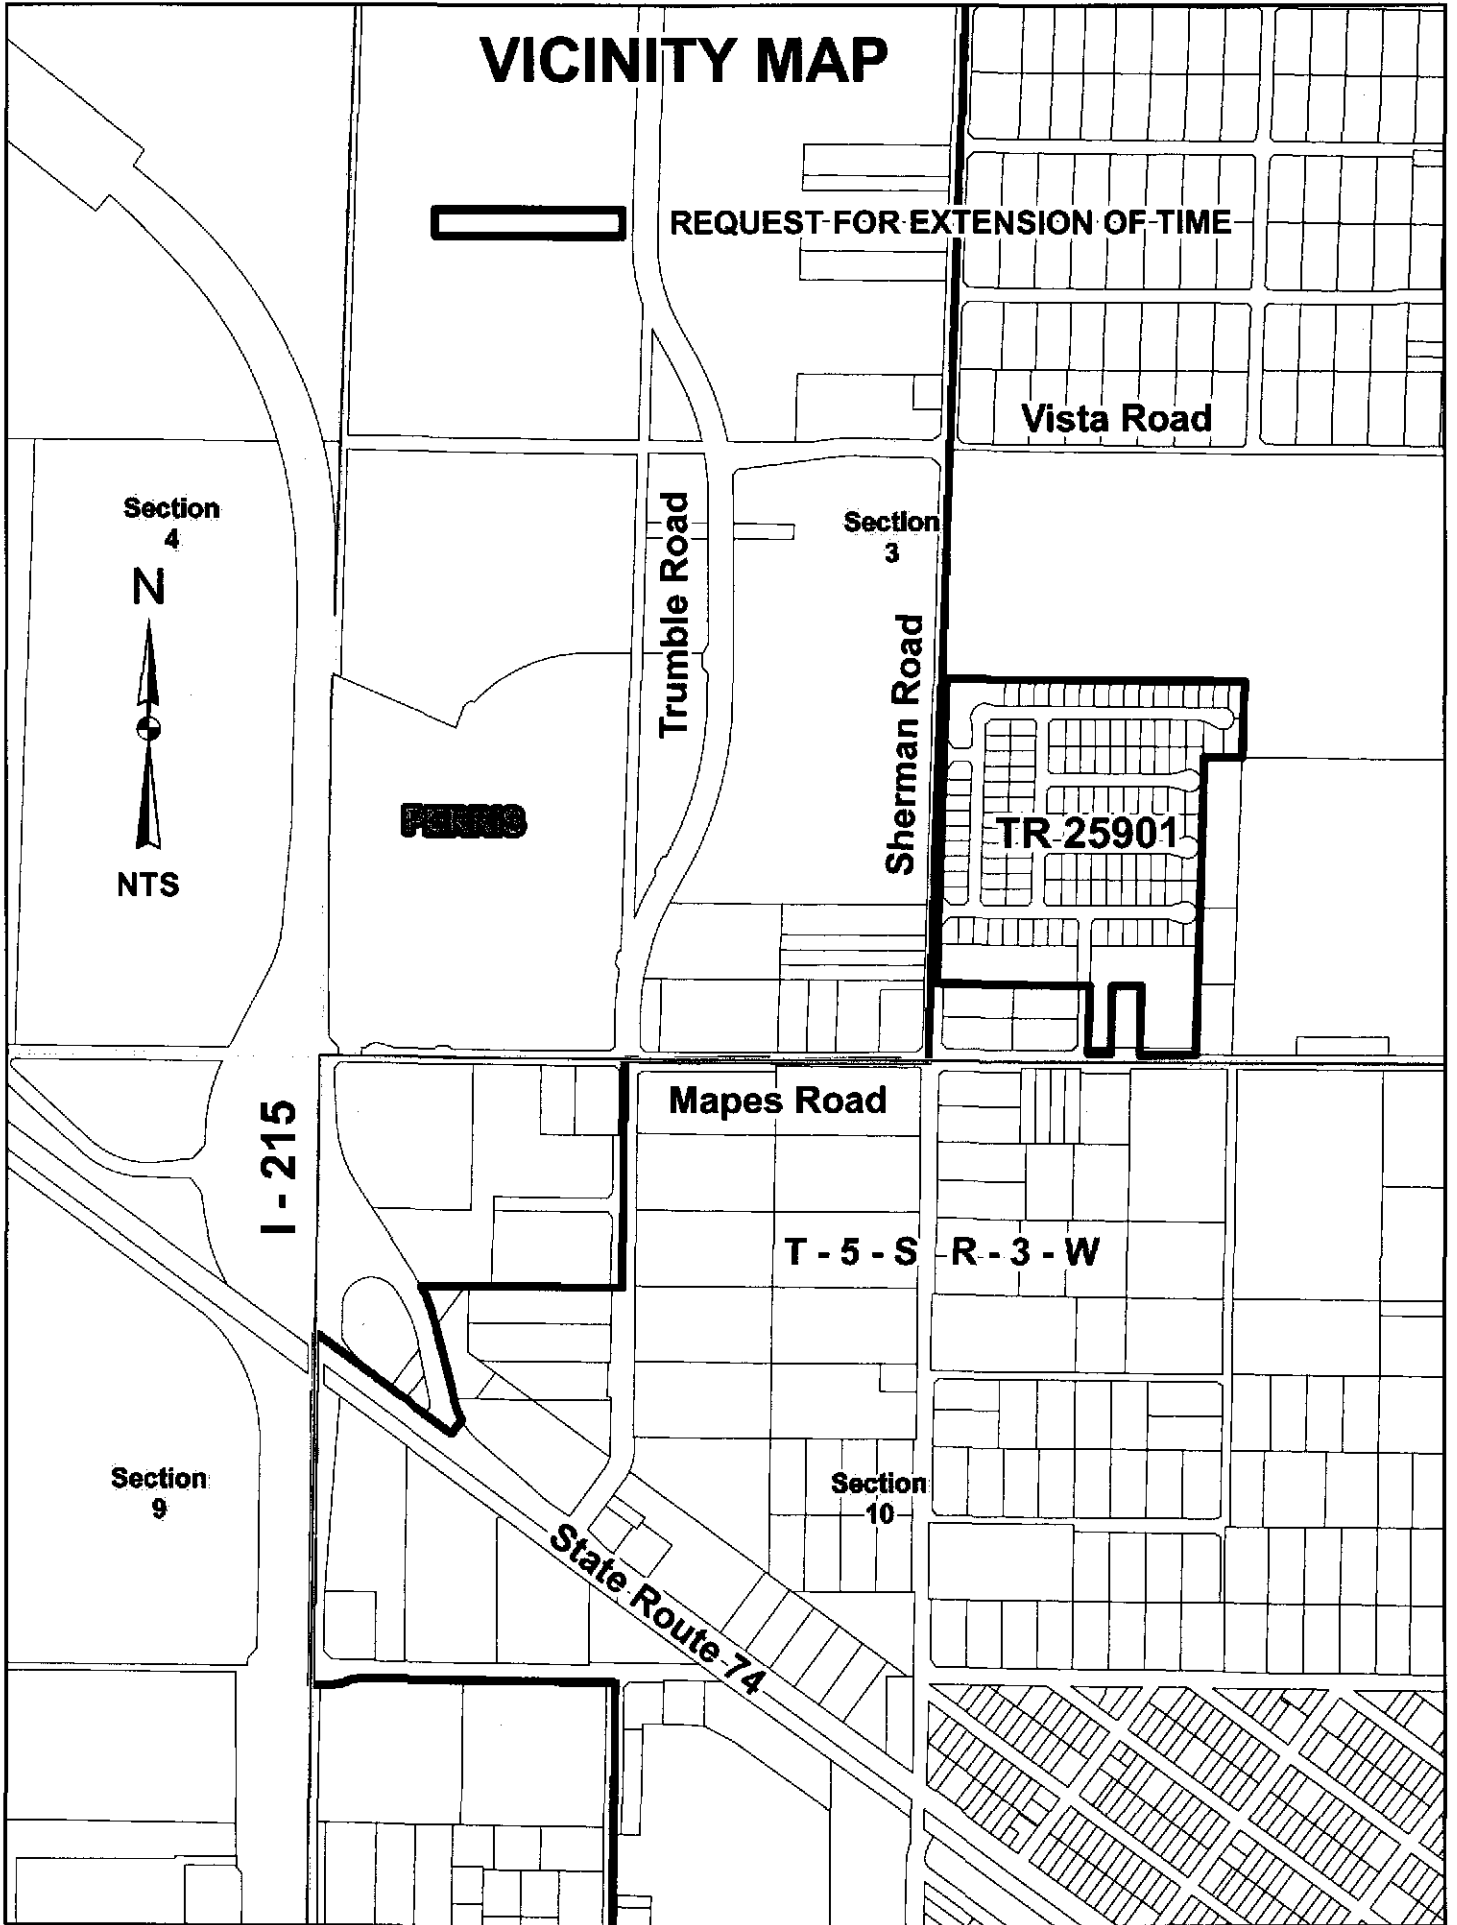 VICINITY MAP
REQUEST FOR EXTENSION OF TIME
Vista Road
Section
4
Section
3
N
Trumble Road
Sherman Road
PERRIS
TR 25901
NTS
Mapes Road
I - 215
T - 5 - S R - 3 - W
Section
9
Section
10
State Route 74